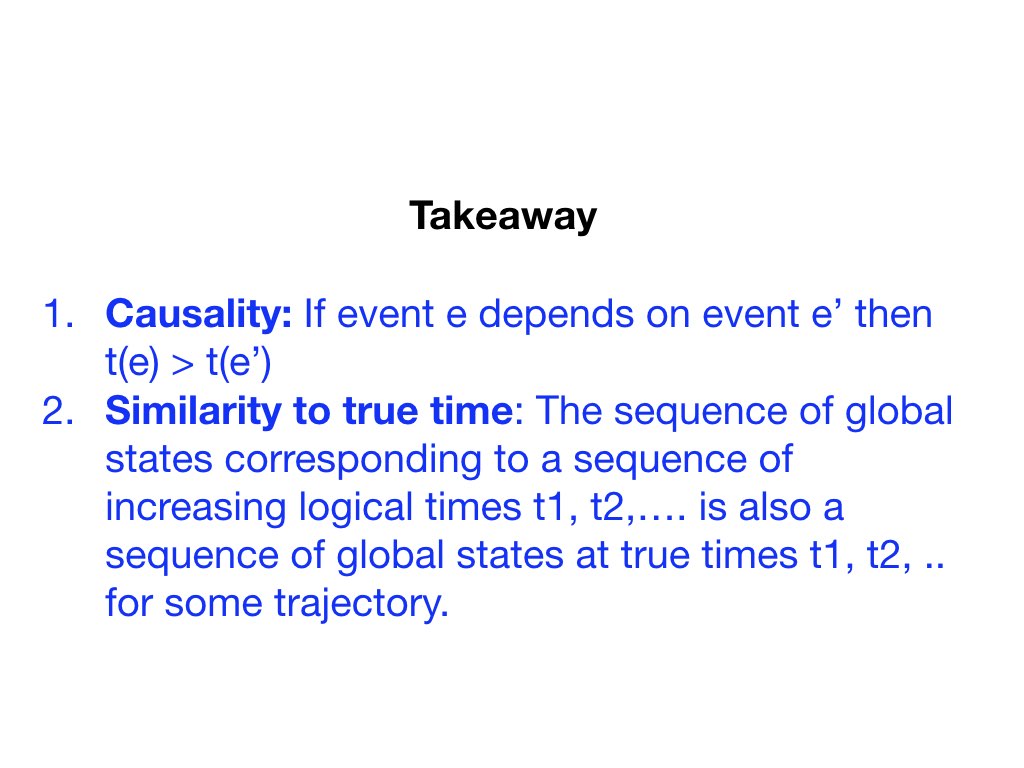 Takeaway
1. Causality: If event e depends on event e’ then
t(e) > t(e’)
2. Similarity to true time: The sequence of global
states corresponding to a sequence of
increasing logical times t1, t2,…. is also a
sequence of global states at true times t1, t2, ..
for some trajectory.